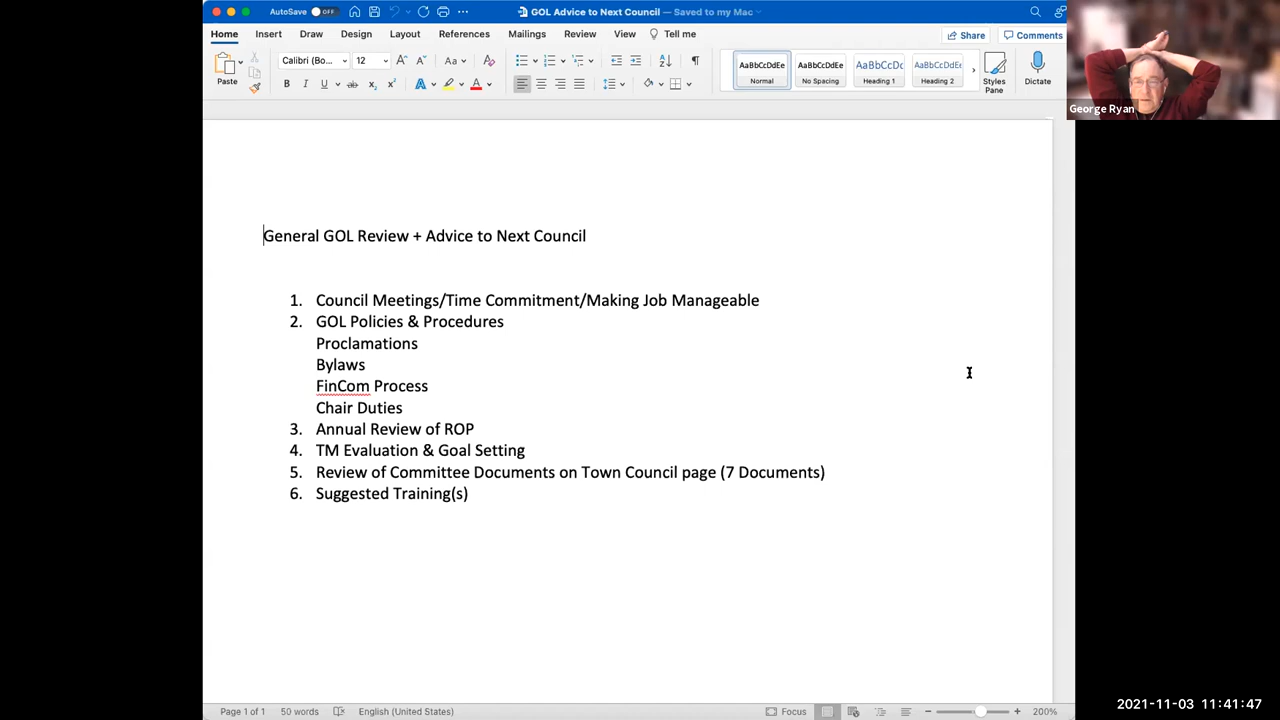 AutoSave OFF
GOL Advice to Next Council — Saved to my Mac
Home Insert Draw Design Layout References Mailings Review View Tell me
Share Comments
Paste
Calibri (Bo... 12
AaBbCcDdEe AaBbCcDdEe AaBbCcDc AaBbCcDdEe
Normal No Spacing Heading 1 Heading 2
Styles Pane
Dictate
George Ryan
General GOL Review + Advice to Next Council
1. Council Meetings/Time Commitment/Making Job Manageable
2. GOL Policies & Procedures
Proclamations
Bylaws
FinCom Process
Chair Duties
3. Annual Review of ROP
4. TM Evaluation & Goal Setting
5. Review of Committee Documents on Town Council page (7 Documents)
6. Suggested Training(s)
Page 1 of 1 50 words English (United States) Focus 200%
2021-11-03 11:41:47